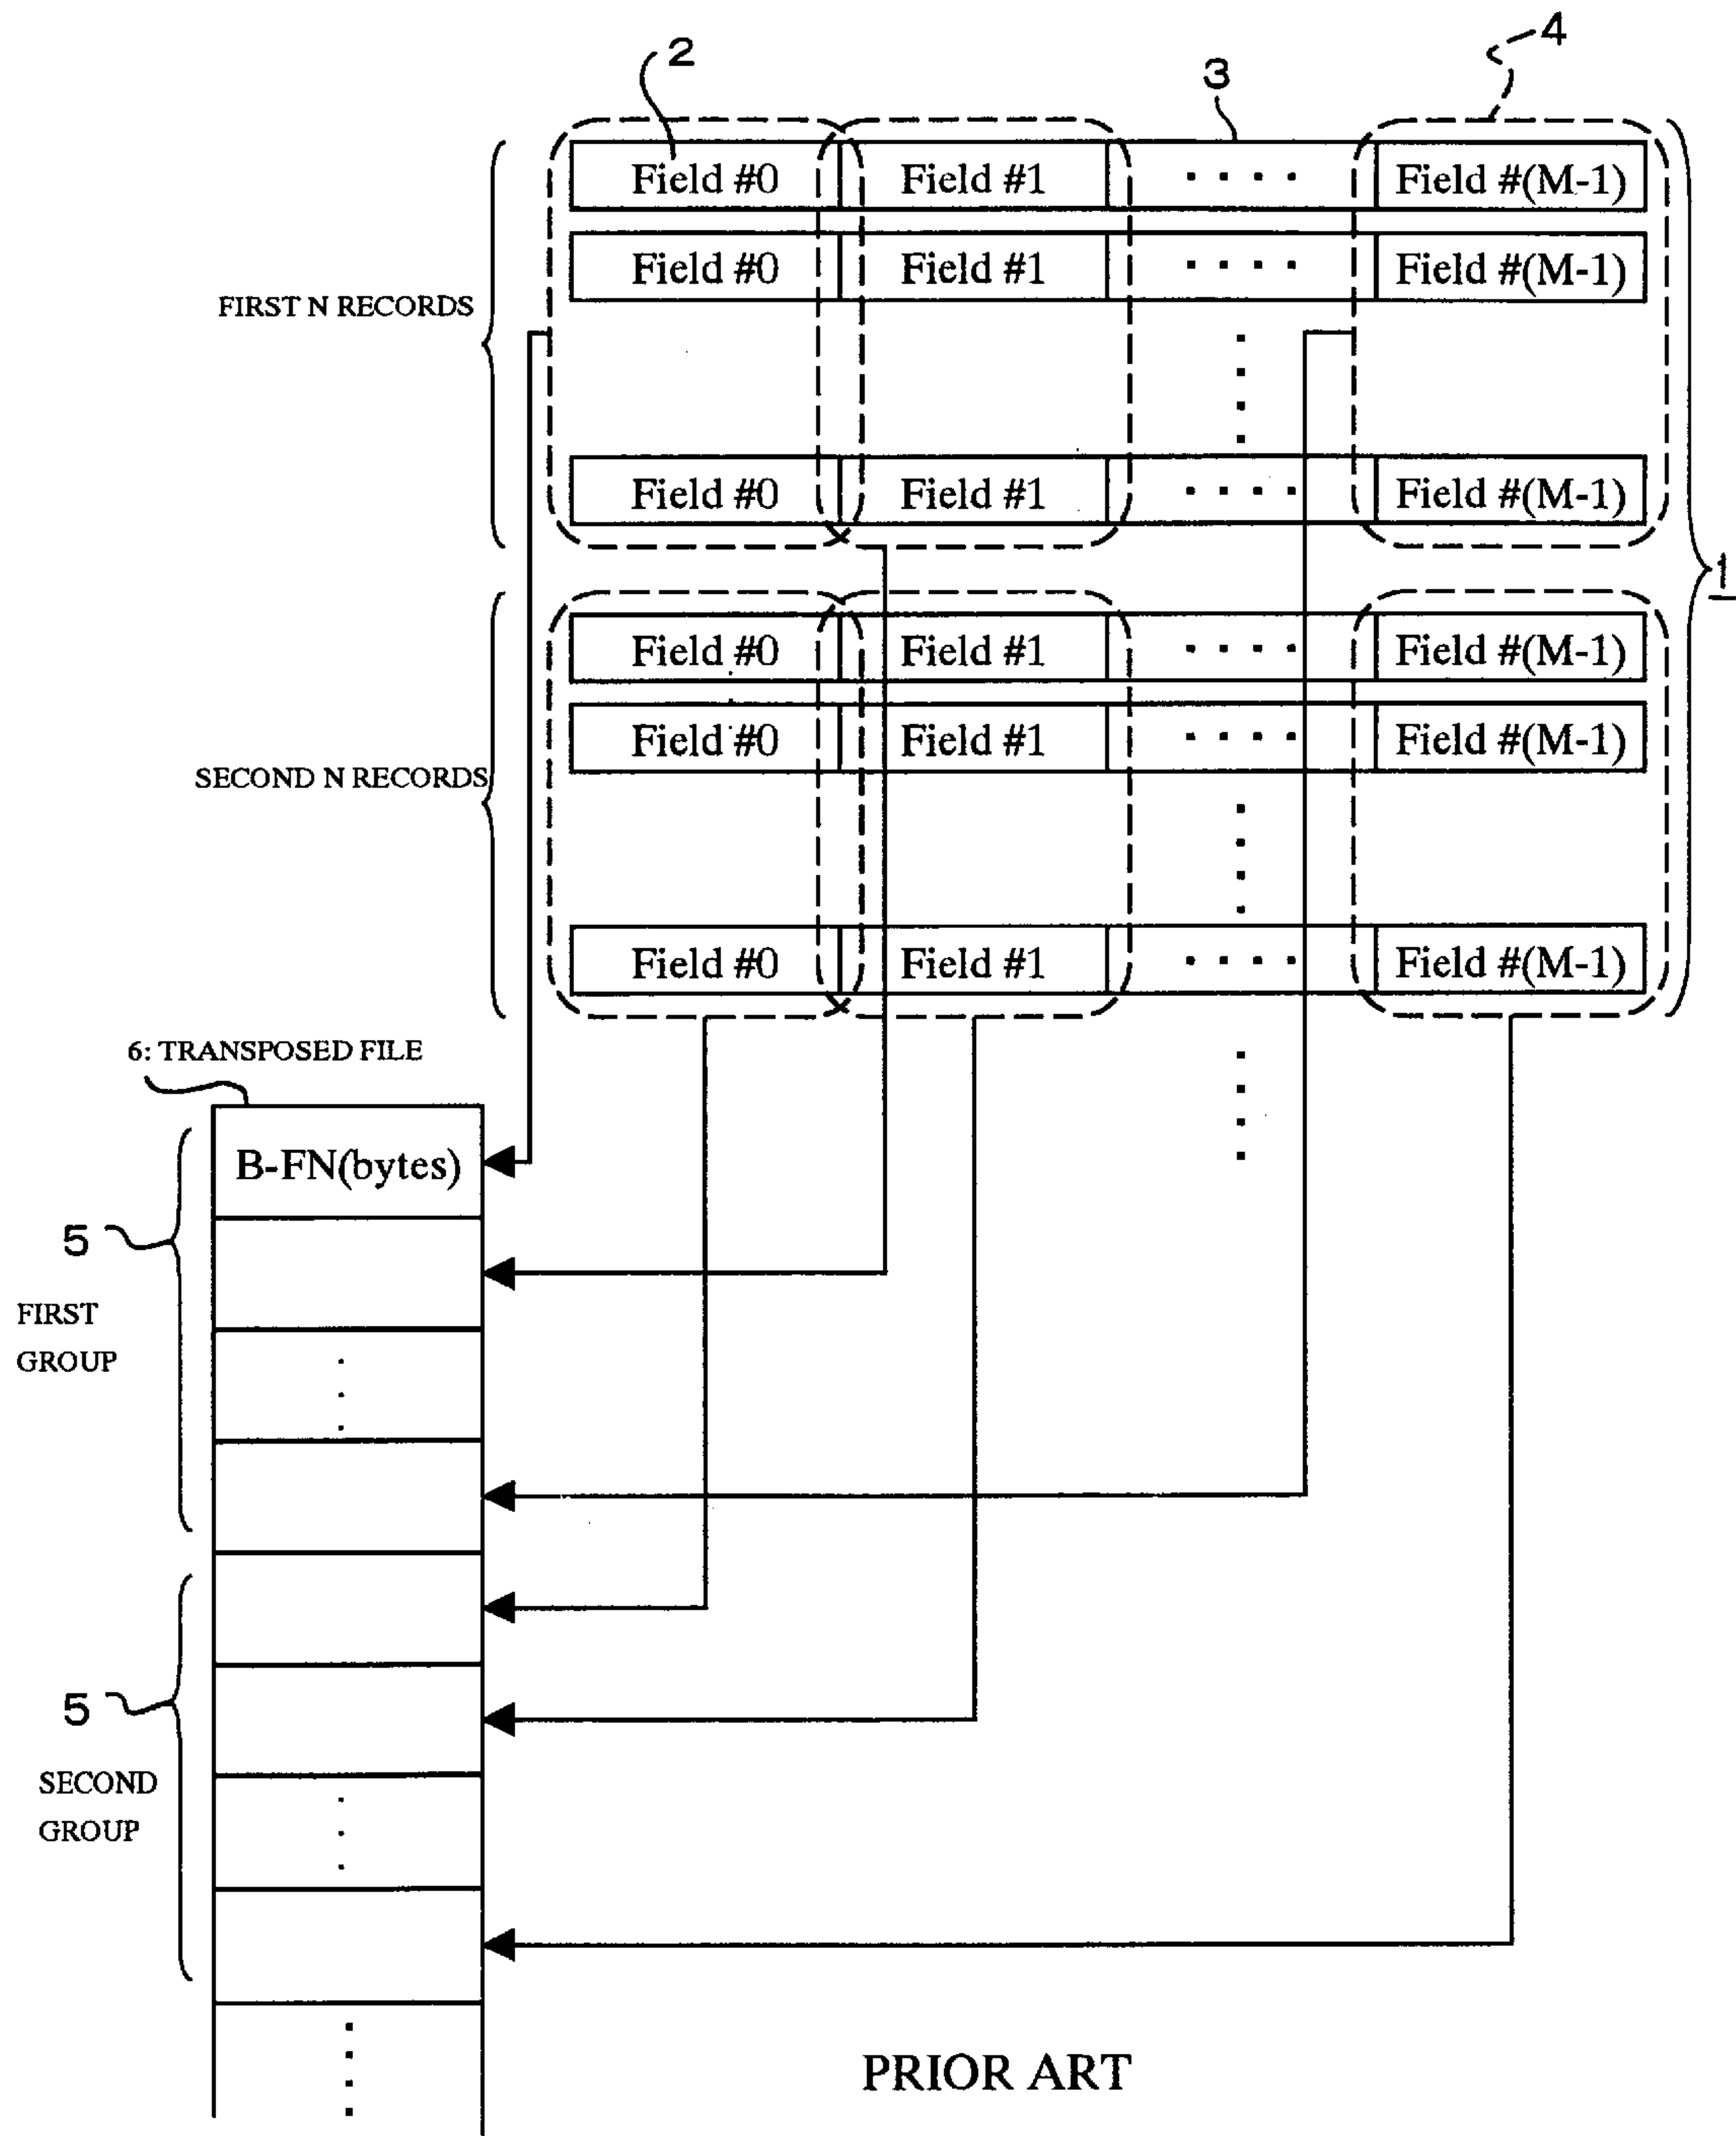 2
3
4
Field #0 Field #1 · · · · Field #(M-1)
Field #0 Field #1 · · · · Field #(M-1)
FIRST N RECORDS
Field #0 Field #1 · · · · Field #(M-1)
1
Field #0 Field #1 · · · · Field #(M-1)
Field #0 Field #1 · · · · Field #(M-1)
SECOND N RECORDS
Field #0 Field #1 · · · · Field #(M-1)
6: TRANSPOSED FILE
B-FN(bytes)
5
FIRST
GROUP
5
SECOND
GROUP
PRIOR ART